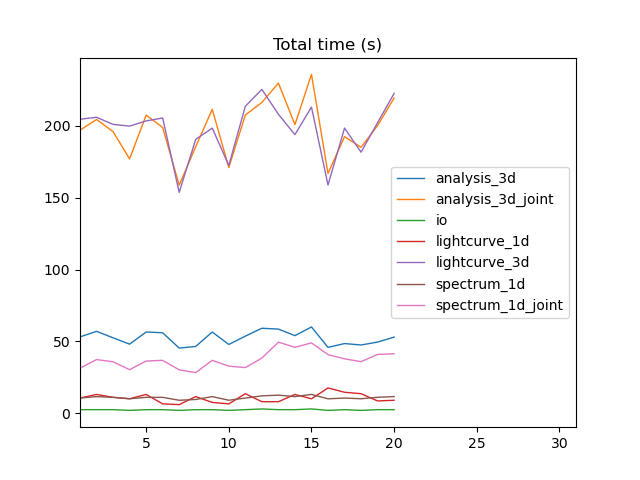 Total time (s)
200
150
100
50
0
analysis_3d
analysis_3d_joint
io
lightcurve_1d
lightcurve_3d
spectrum_1d
spectrum_1d_joint
5 10 15 20 25 30